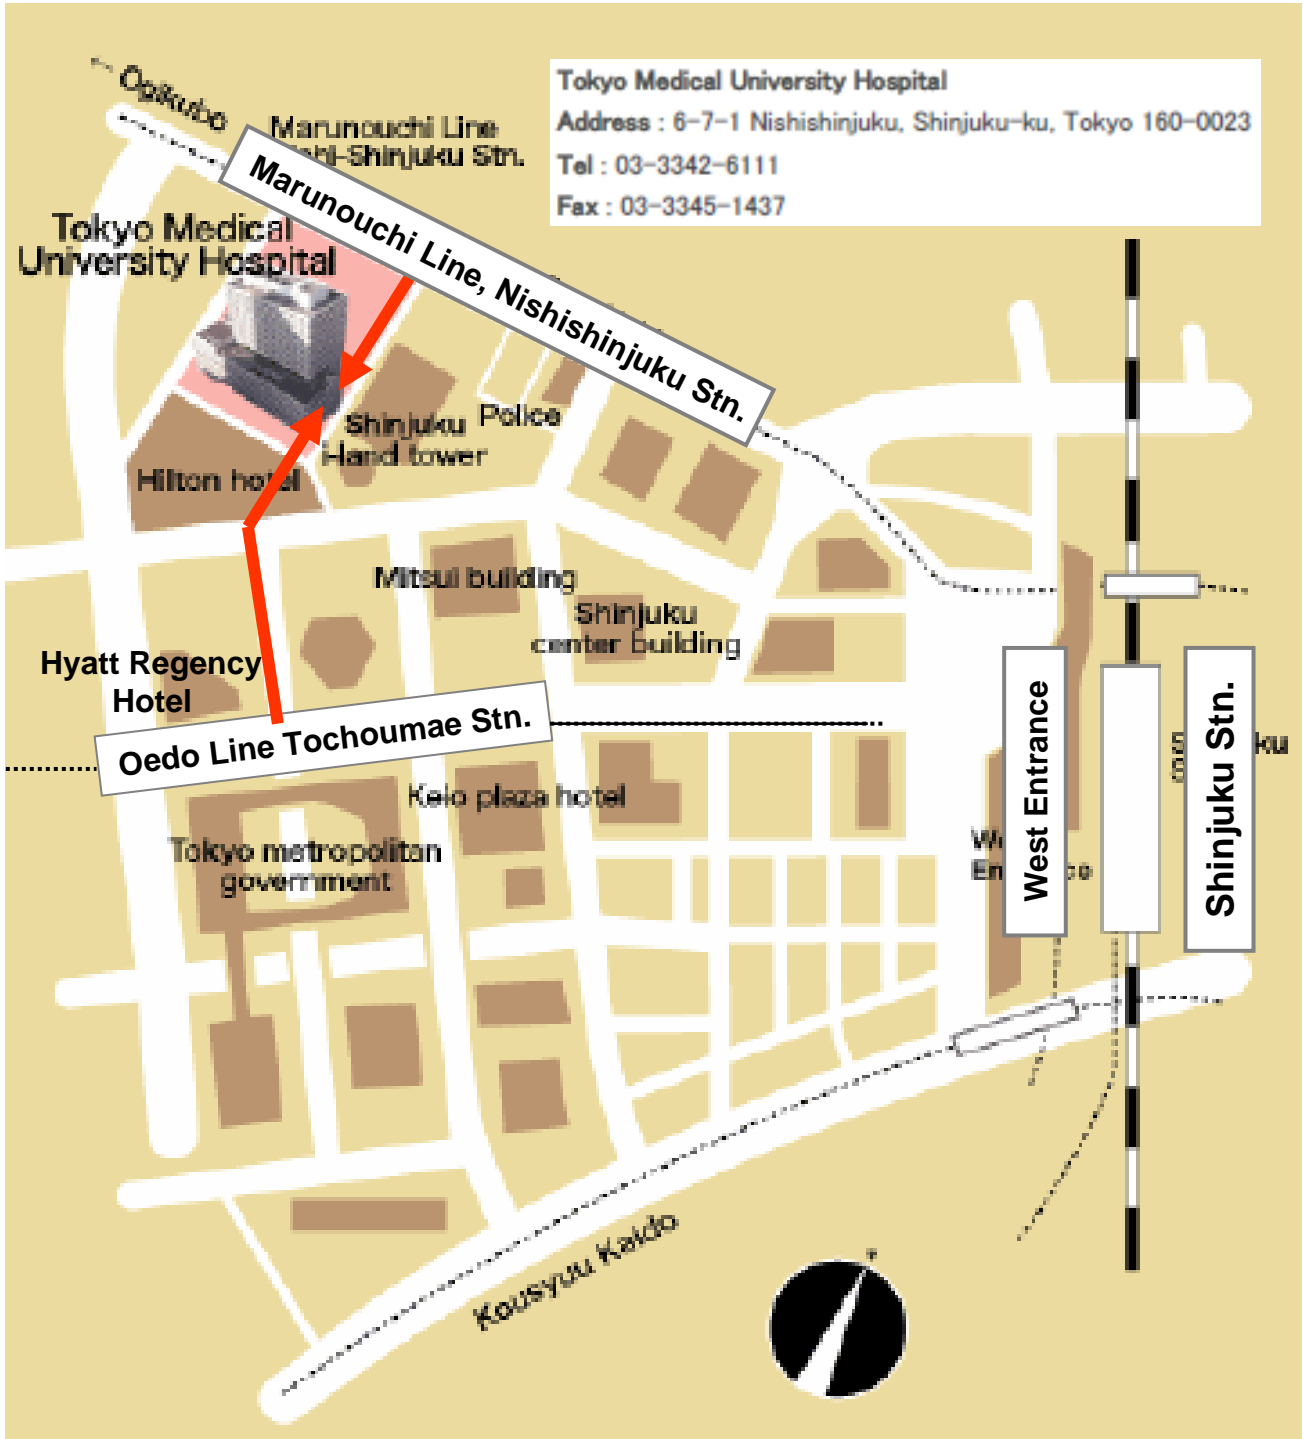 Ogikubo
Marunouchi Line
Shinjuku Stn.
Tokyo Medical University Hospital
Address : 6-7-1 Nishishinjuku, Shinjuku-ku, Tokyo 160-0023
Tel : 03-3342-6111
Fax : 03-3345-1437
Marunouchi Line, Nishishinjuku Stn.
Tokyo Medical
University Hospital
Police
Shinjuku
i-land tower
Hilton hotel
Mitsui building
Shinjuku
center building
Hyatt Regency
Hotel
Oedo Line Tochoumae Stn.
West Entrance
Shinjuku Stn.
Keio plaza hotel
Tokyo metropolitan
government
Kousyuu Kaido